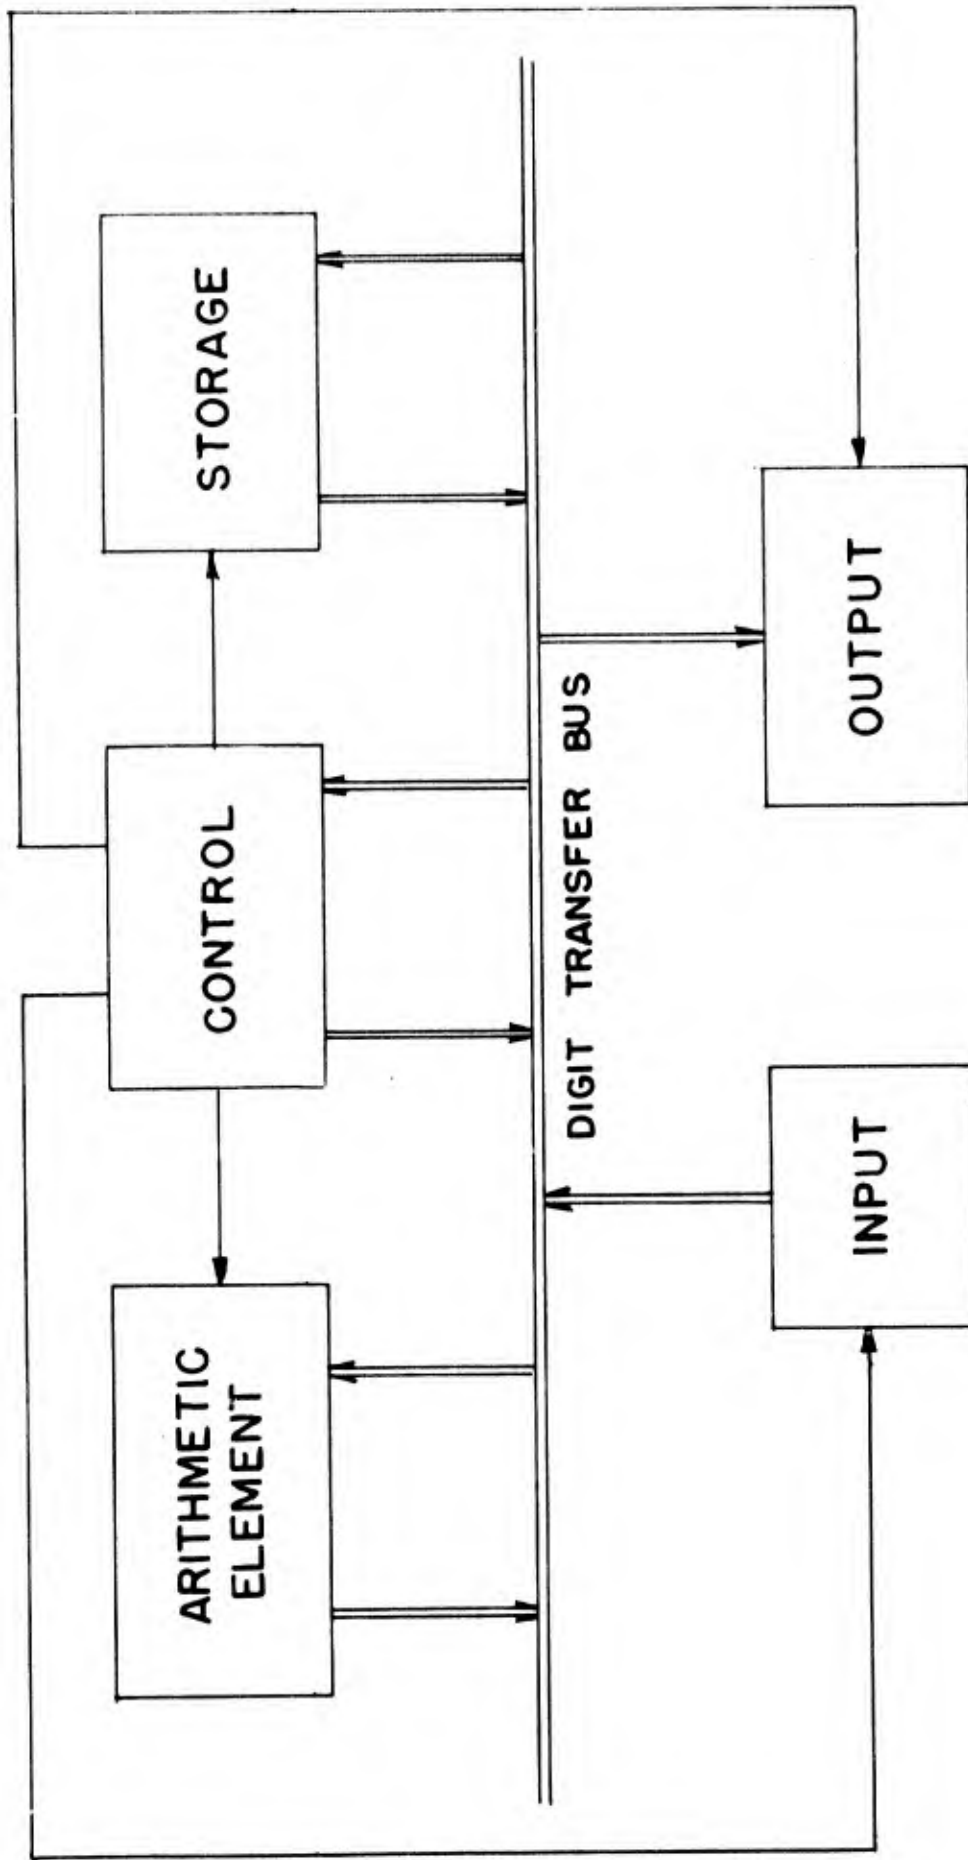 ARITHMETIC
ELEMENT
CONTROL
STORAGE
DIGIT TRANSFER BUS
INPUT
OUTPUT